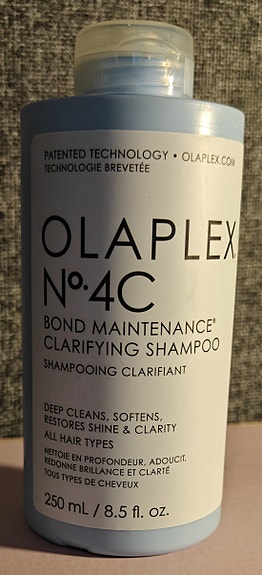 PATENTED TECHNOLOGY • OLAPLEX.COM
TECHNOLOGIE BREVETÉE
OLAPLEX.
Nº.4C
BOND MAINTENANCE®
CLARIFYING SHAMPOO
SHAMPOOING CLARIFIANT
DEEP CLEANS, SOFTENS,
RESTORES SHINE & CLARITY
ALL HAIR TYPES
NETTOIE EN PROFONDEUR, ADOUCIT,
REDONNE BRILLANCE ET CLARTÉ
TOUS TYPES DE CHEVEUX
250 mL / 8.5 fl. oz.